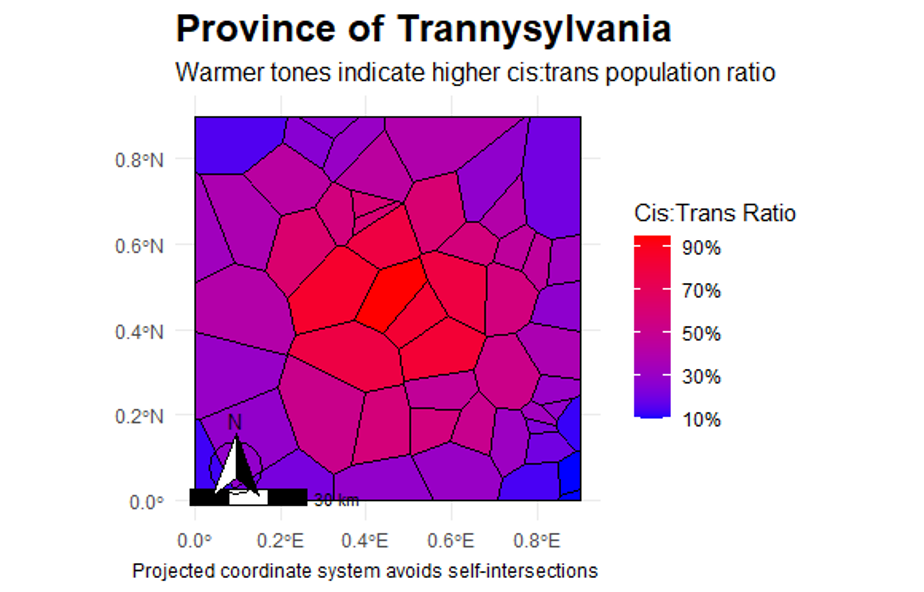 Province of Trannysylvania
Warmer tones indicate higher cis:trans population ratio
0.8°N
0.6°N
0.4°N
0.2°N
0.0°
N
30 km
0.0°
0.2°E
0.4°E
0.6°E
0.8°E
Cis:Trans Ratio
90%
70%
50%
30%
10%
Projected coordinate system avoids self-intersections